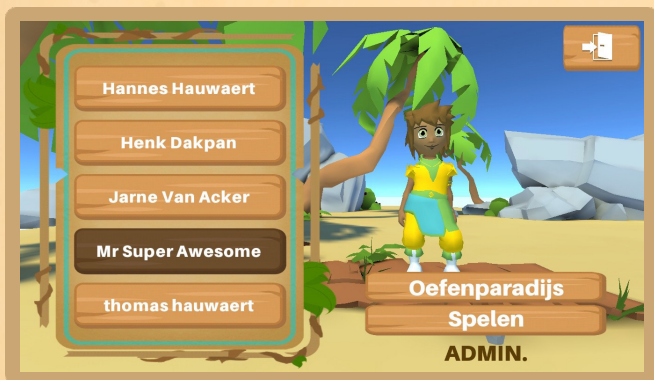 Hannes Hauwaert
Henk Dakpan
Jarne Van Acker
Mr Super Awesome
thomas hauwaert
Oefenparadijs
Spelen
ADMIN.